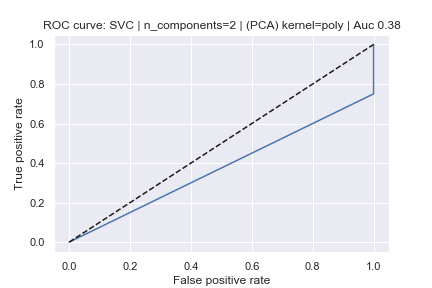 ROC curve: SVC | n_components=2 | (PCA) kernel=poly | Auc 0.38
1.0
0.8
0.6
0.4
0.2
0.0
True positive rate
0.0 0.2 0.4 0.6 0.8 1.0
False positive rate